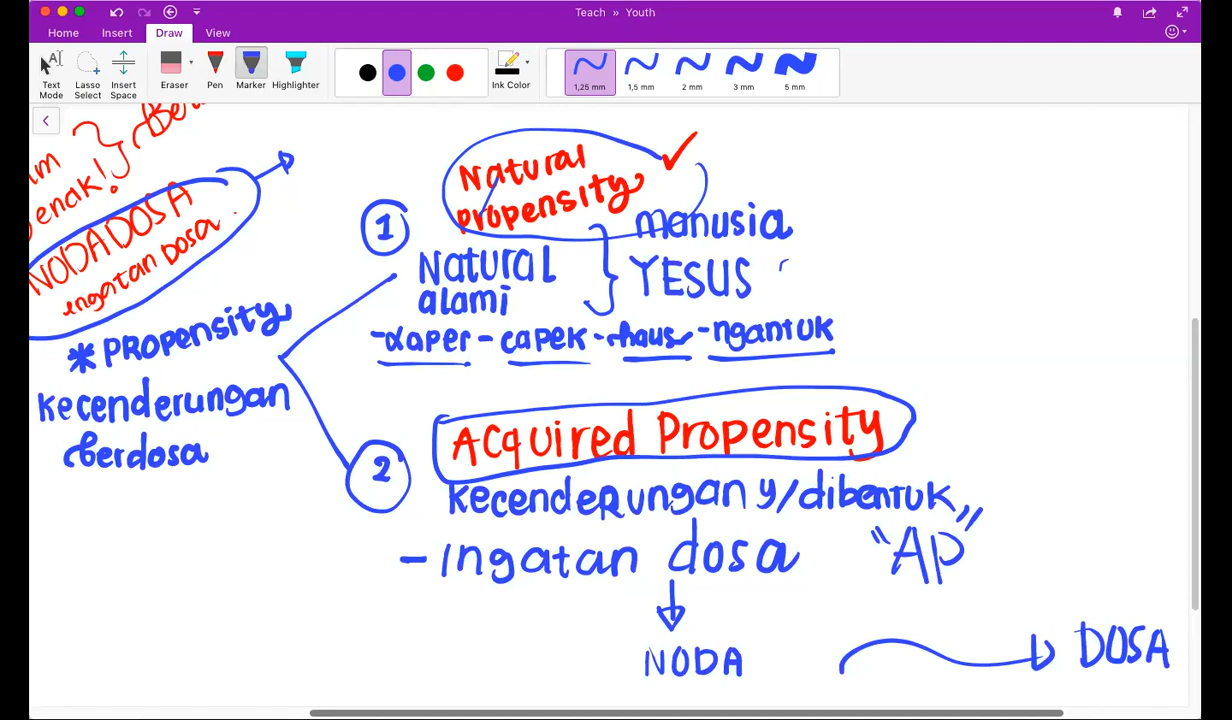 Teach » Youth
Home Insert Draw View
Text Mode
Lasso Select
Insert Space
Eraser
Pen
Marker
Highlighter
Ink Color
1,25 mm
1,5 mm
2 mm
3 mm
5 mm
enak!
NODADOSA
ingatan Dosa
* PROPENSITY
kecenderungan
berdosa
1
Natural
propensity
Natural
alami
manusia
YESUS
- Laper - capek - haus - ngantuk
2
Acquired Propensity
kecenderungan y/dibentuk
- Ingatan dosa
"AP"
NODA
DOSA